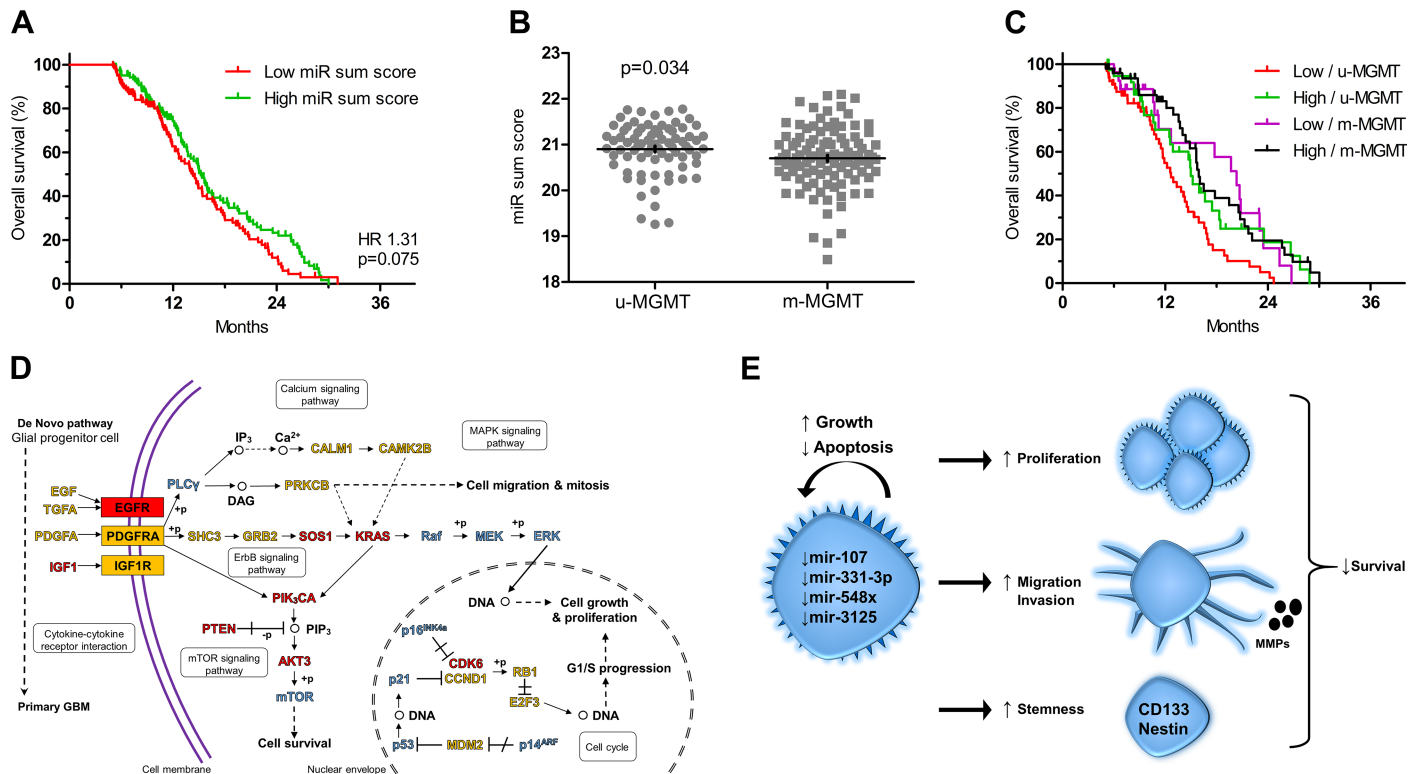 A
100
80
60
40
20
0
Overall survival (%)
Low miR sum score
High miR sum score
HR 1.31
p=0.075
0 12 24 36
Months
B
23
22
21
20
19
18
miR sum score
p=0.034
u-MGMT m-MGMT
C
100
80
60
40
20
0
Overall survival (%)
Low / u-MGMT
High / u-MGMT
Low / m-MGMT
High / m-MGMT
0 12 24 36
Months
D
Calcium signaling
pathway
De Novo pathway
Glial progenitor cell
IP3 Ca2+ CALM1 CAMK2B
MAPK signaling
pathway
PLCγ
DAG PRKCB Cell migration & mitosis
EGF
TGFA
EGFR
+p
PDGFA PDGFRA +p SHC3 GRB2 SOS1 KRAS Raf +p MEK +p ERK
IGF1 IGF1R
ErbB signaling
pathway
PIK3CA
DNA Cell growth
& proliferation
PTEN -p PIP3
p16INK4a
Cytokine-cytokine
receptor interaction
mTOR signaling
pathway
AKT3
+p
mTOR
CDK6 +p
CCND1
RB1
G1/S progression
p21
E2F3
Primary GBM
DNA DNA
Cell survival
p53 MDM2 p14ARF
Cell cycle
Cell membrane
Nuclear envelope
E
↑ Growth
↓ Apoptosis
↓mir-107
↓mir-331-3p
↓mir-548x
↓mir-3125
↑ Proliferation
↑ Migration
Invasion
MMPs
↑ Stemness
CD133
Nestin
↓Survival